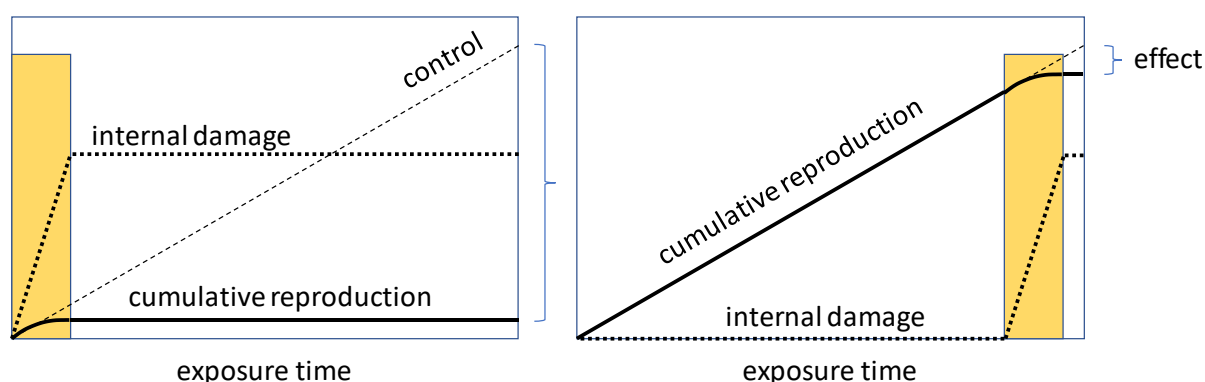 control
internal damage
cumulative reproduction
exposure time
effect
cumulative reproduction
internal damage
exposure time